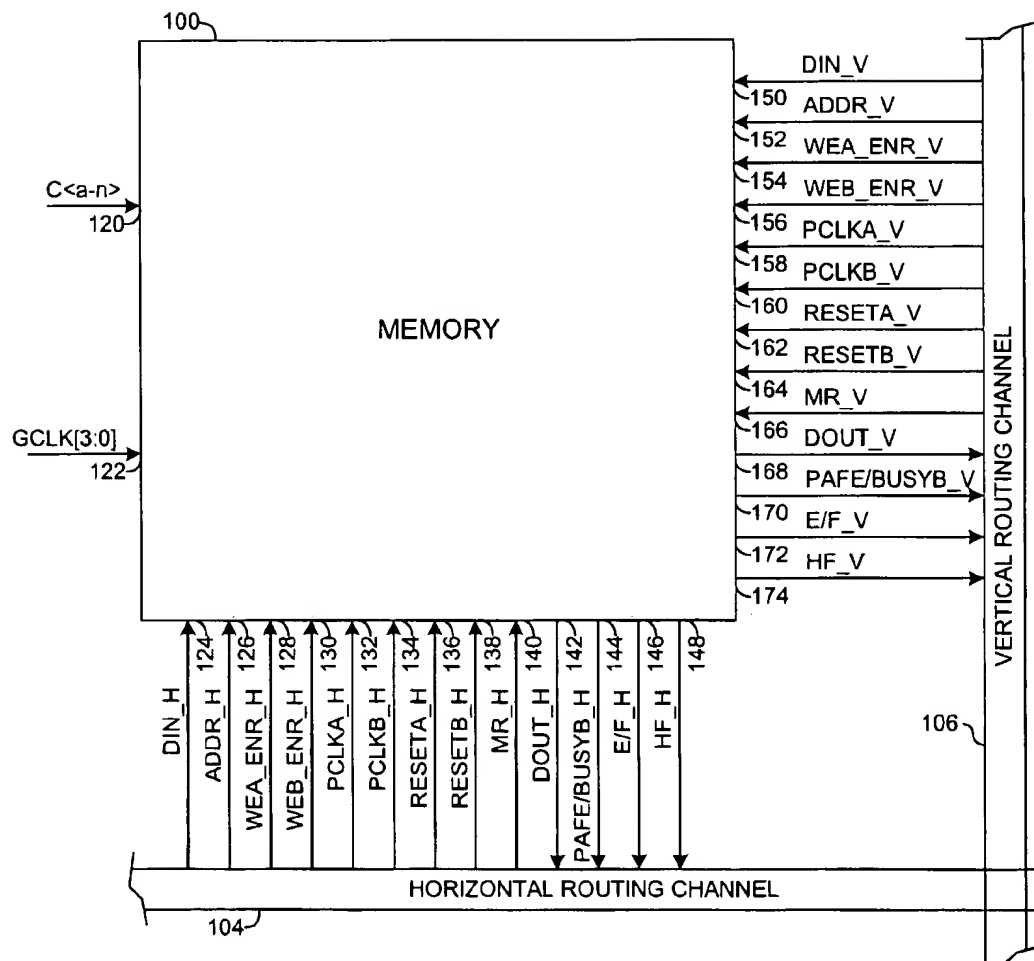 100
DIN_V
150
ADDR_V
152
WEA_ENR_V
154
WEB_ENR_V
156
PCLKA_V
158
PCLKB_V
160
RESETA_V
162
RESETB_V
164
MR_V
166
DOUT_V
168
PAFE/BUSYB_V
170
E/F_V
172
HF_V
174
C<a-n>
120
MEMORY
GCLK[3:0]
122
VERTICAL ROUTING CHANNEL
106
124
126
128
130
132
134
136
138
140
142
144
146
148
DIN_H
ADDR_H
WEA_ENR_H
WEB_ENR_H
PCLKA_H
PCLKB_H
RESETA_H
RESETB_H
MR_H
DOUT_H
PAFE/BUSYB_H
E/F_H
HF_H
HORIZONTAL ROUTING CHANNEL
104